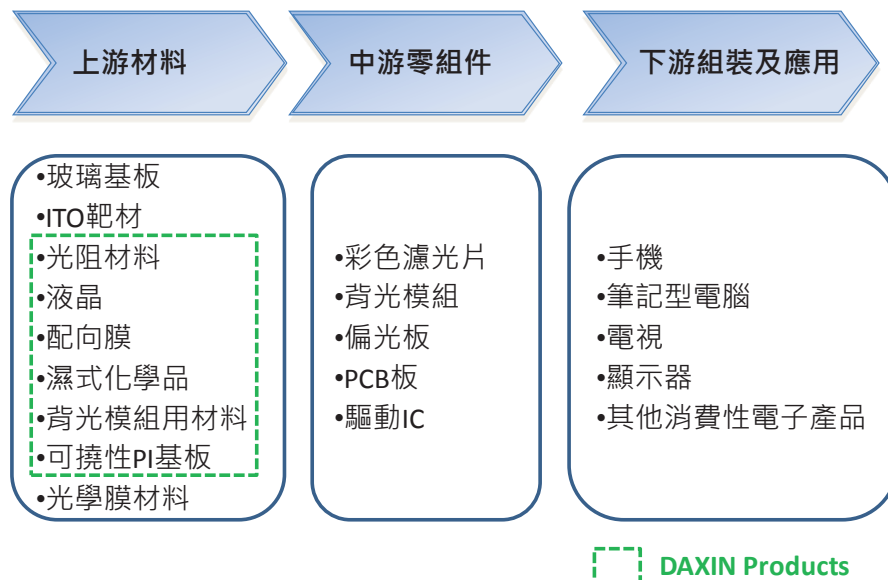 上游材料
中游零組件
下游組裝及應用
•玻璃基板
•ITO靶材
•光阻材料
•液晶
•配向膜
•濕式化學品
•背光模組用材料
•可撓性PI基板
•光學膜材料
•彩色濾光片
•背光模組
•偏光板
•PCB板
•驅動IC
•手機
•筆記型電腦
•電視
•顯示器
•其他消費性電子產品
DAXIN Products